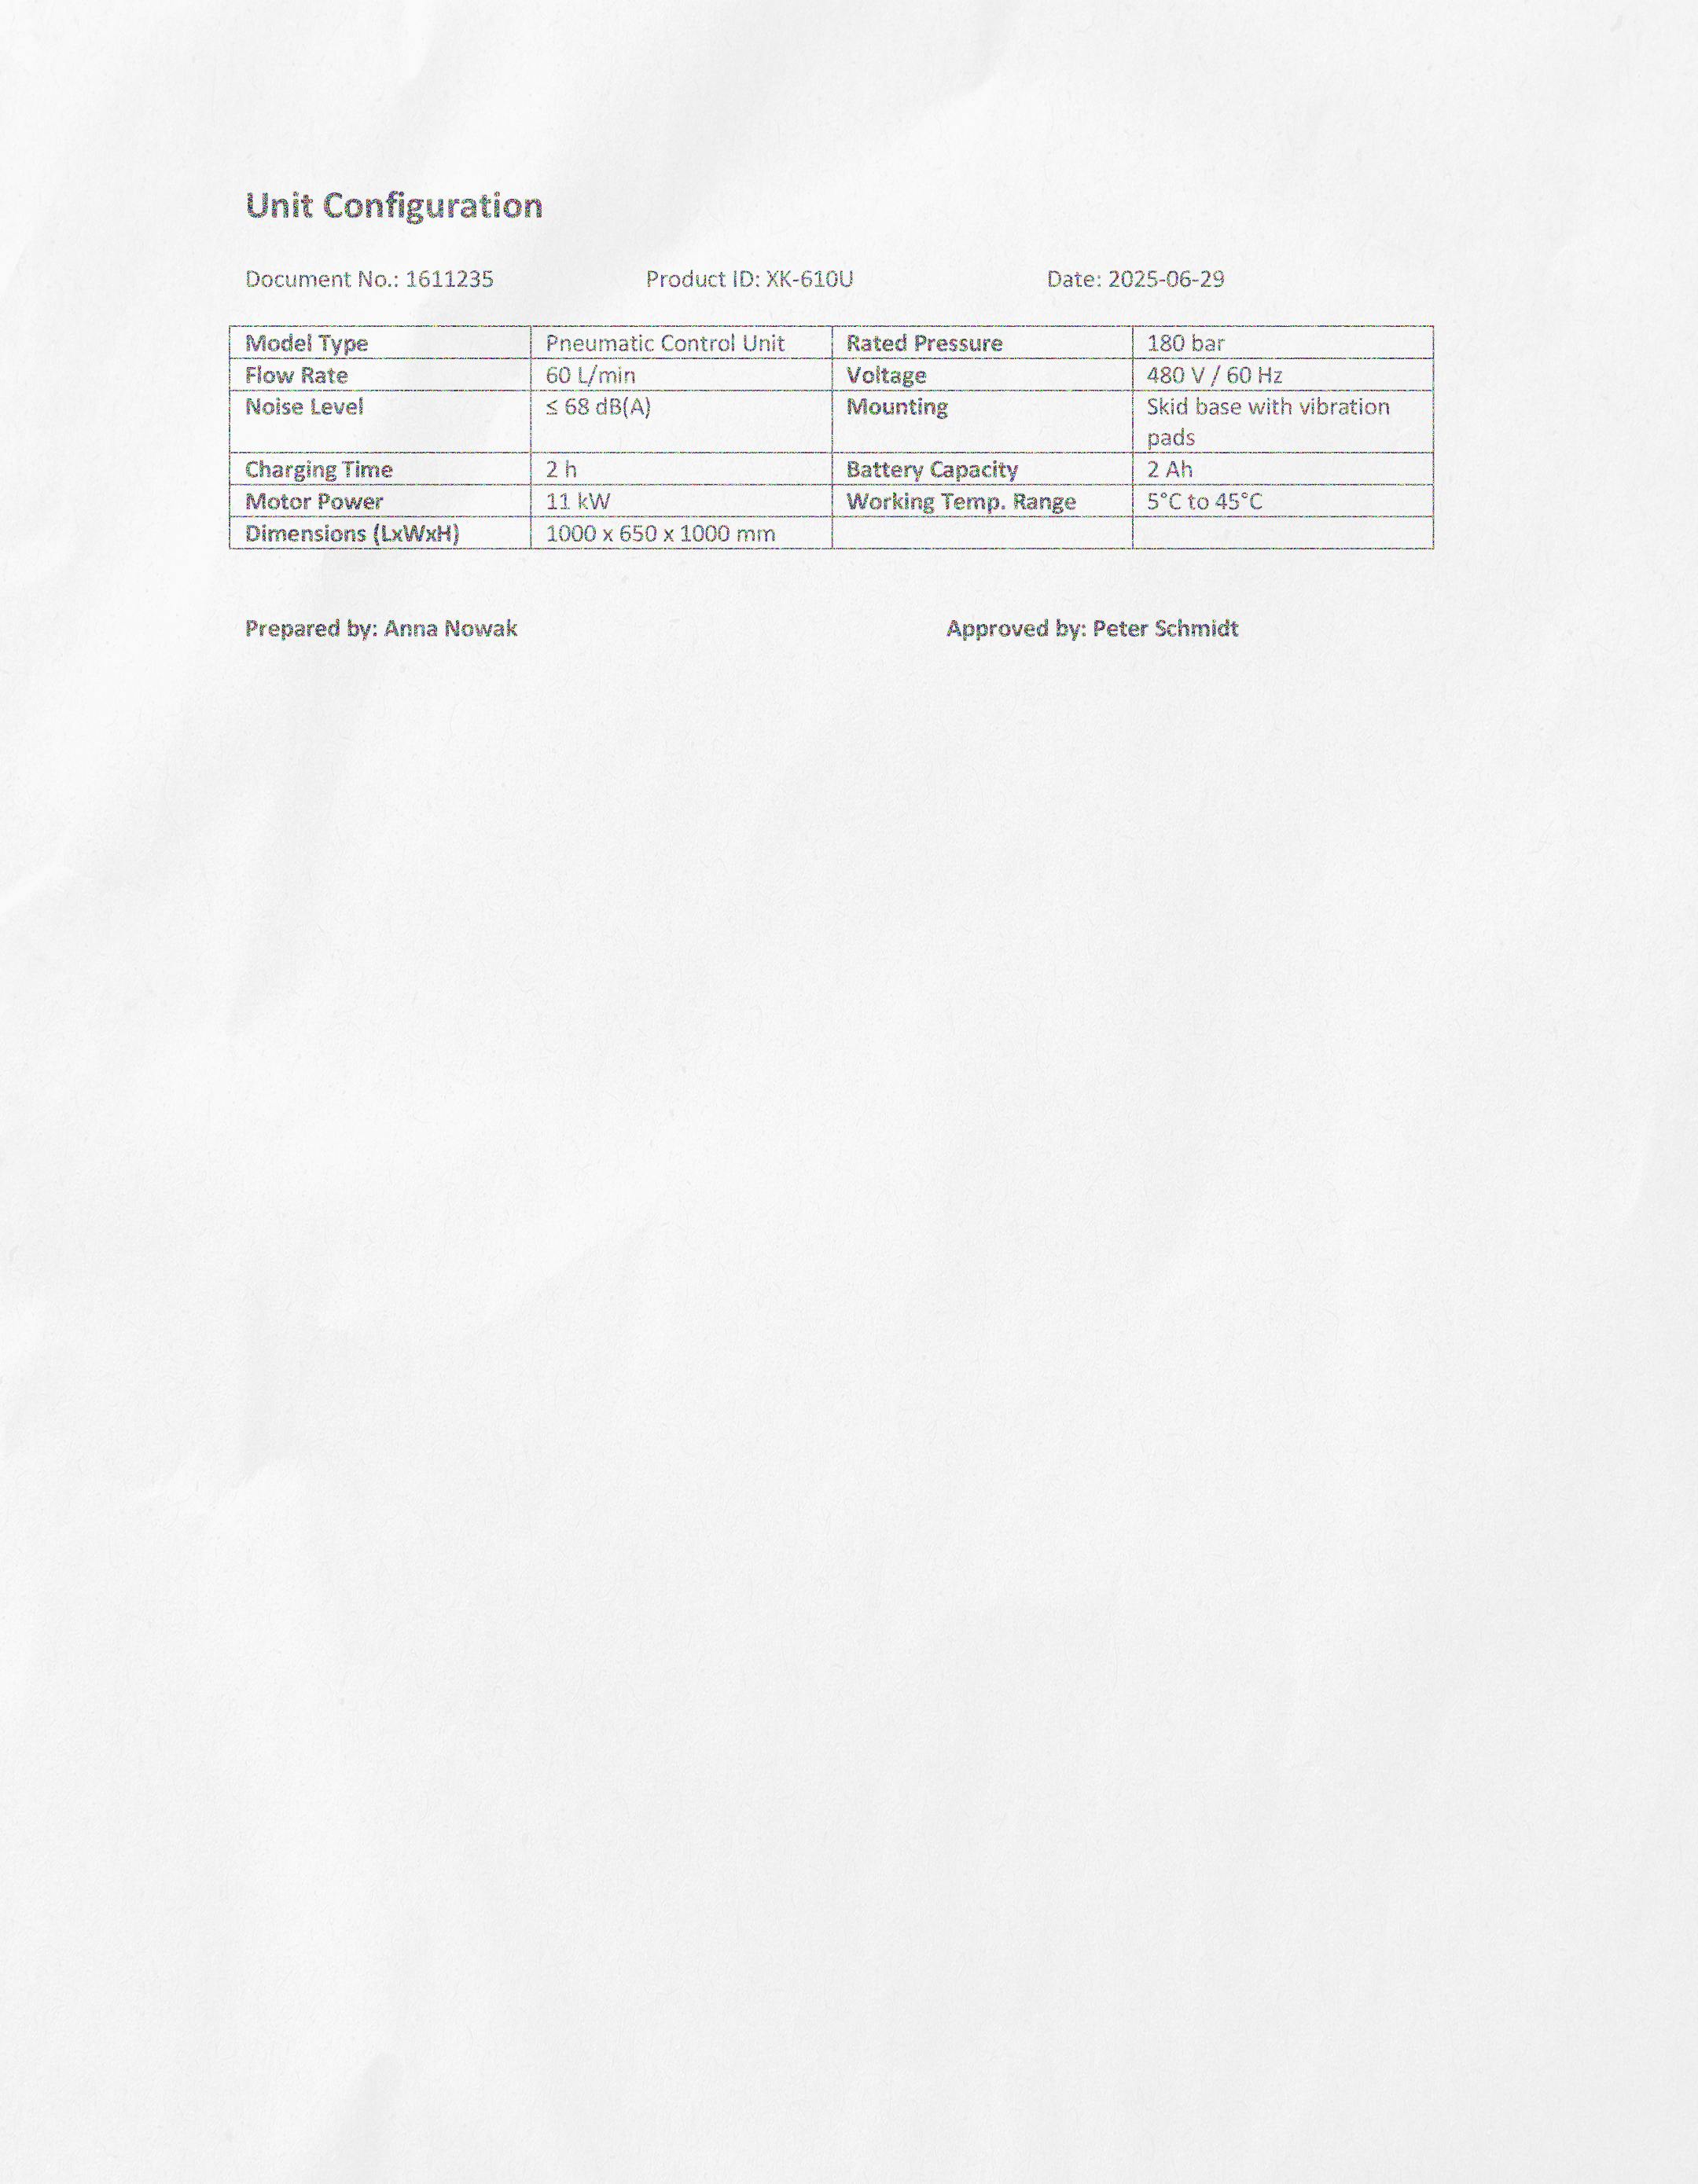 Unit Configuration
Document No.: 1611235 Product ID: XK-610U Date: 2025-06-29
Model Type Pneumatic Control Unit Rated Pressure 180 bar
Flow Rate 60 L/min Voltage 480 V / 60 Hz
Noise Level ≤ 68 dB(A) Mounting Skid base with vibration
pads
Charging Time 2 h Battery Capacity 2 Ah
Motor Power 11 kW Working Temp. Range 5°C to 45°C
Dimensions (LxWxH) 1000 x 650 x 1000 mm
Prepared by: Anna Nowak Approved by: Peter Schmidt